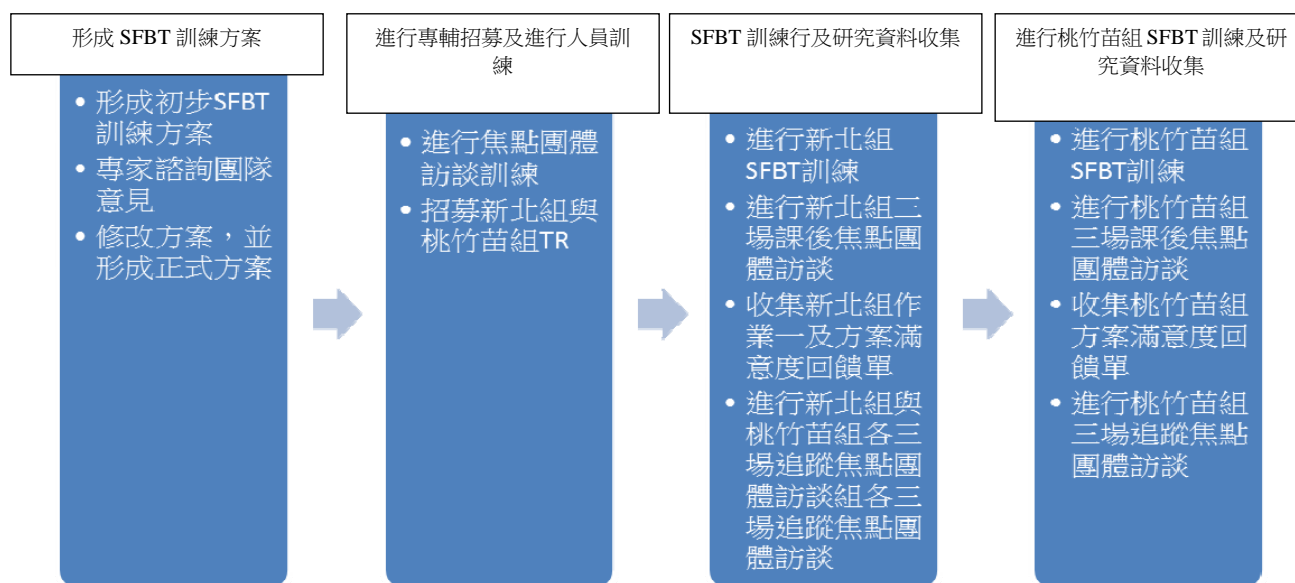 形成 SFBT 訓練方案
• 形成初步SFBT
訓練方案
• 專家諮詢團隊
意見
• 修改方案，並
形成正式方案
進行專輔招募及進行人員訓
練
• 進行焦點團體
訪談訓練
• 招募新北組與
桃竹苗組TR
SFBT 訓練行及研究資料收集
• 進行新北組
SFBT訓練
• 進行新北組二
場課後焦點團
體訪談
• 收集新北組作
業一及方案滿
意度回饋單
• 進行新北組與
桃竹苗組各三
場追蹤焦點團
體訪談組各三
場追蹤焦點團
體訪談
進行桃竹苗組 SFBT 訓練及研
究資料收集
• 進行桃竹苗組
SFBT訓練
• 進行桃竹苗組
三場課後焦點
團體訪談
• 收集桃竹苗組
方案滿意度回
饋單
• 進行桃竹苗組
三場追蹤焦點
團體訪談